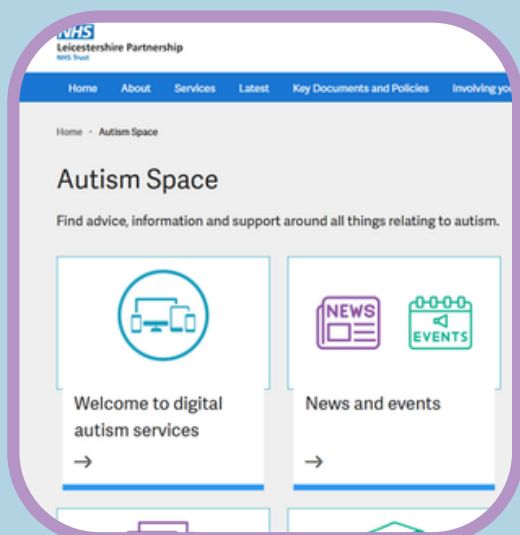 NHS
Leicestershire Partnership
NHS Trust
Home About Services Latest Key Documents and Policies Involving you
Home Autism Space
Autism Space
Find advice, information and support around all things relating to autism.
NEWS
EVENTS
Welcome to digital
autism services
→
News and events
→